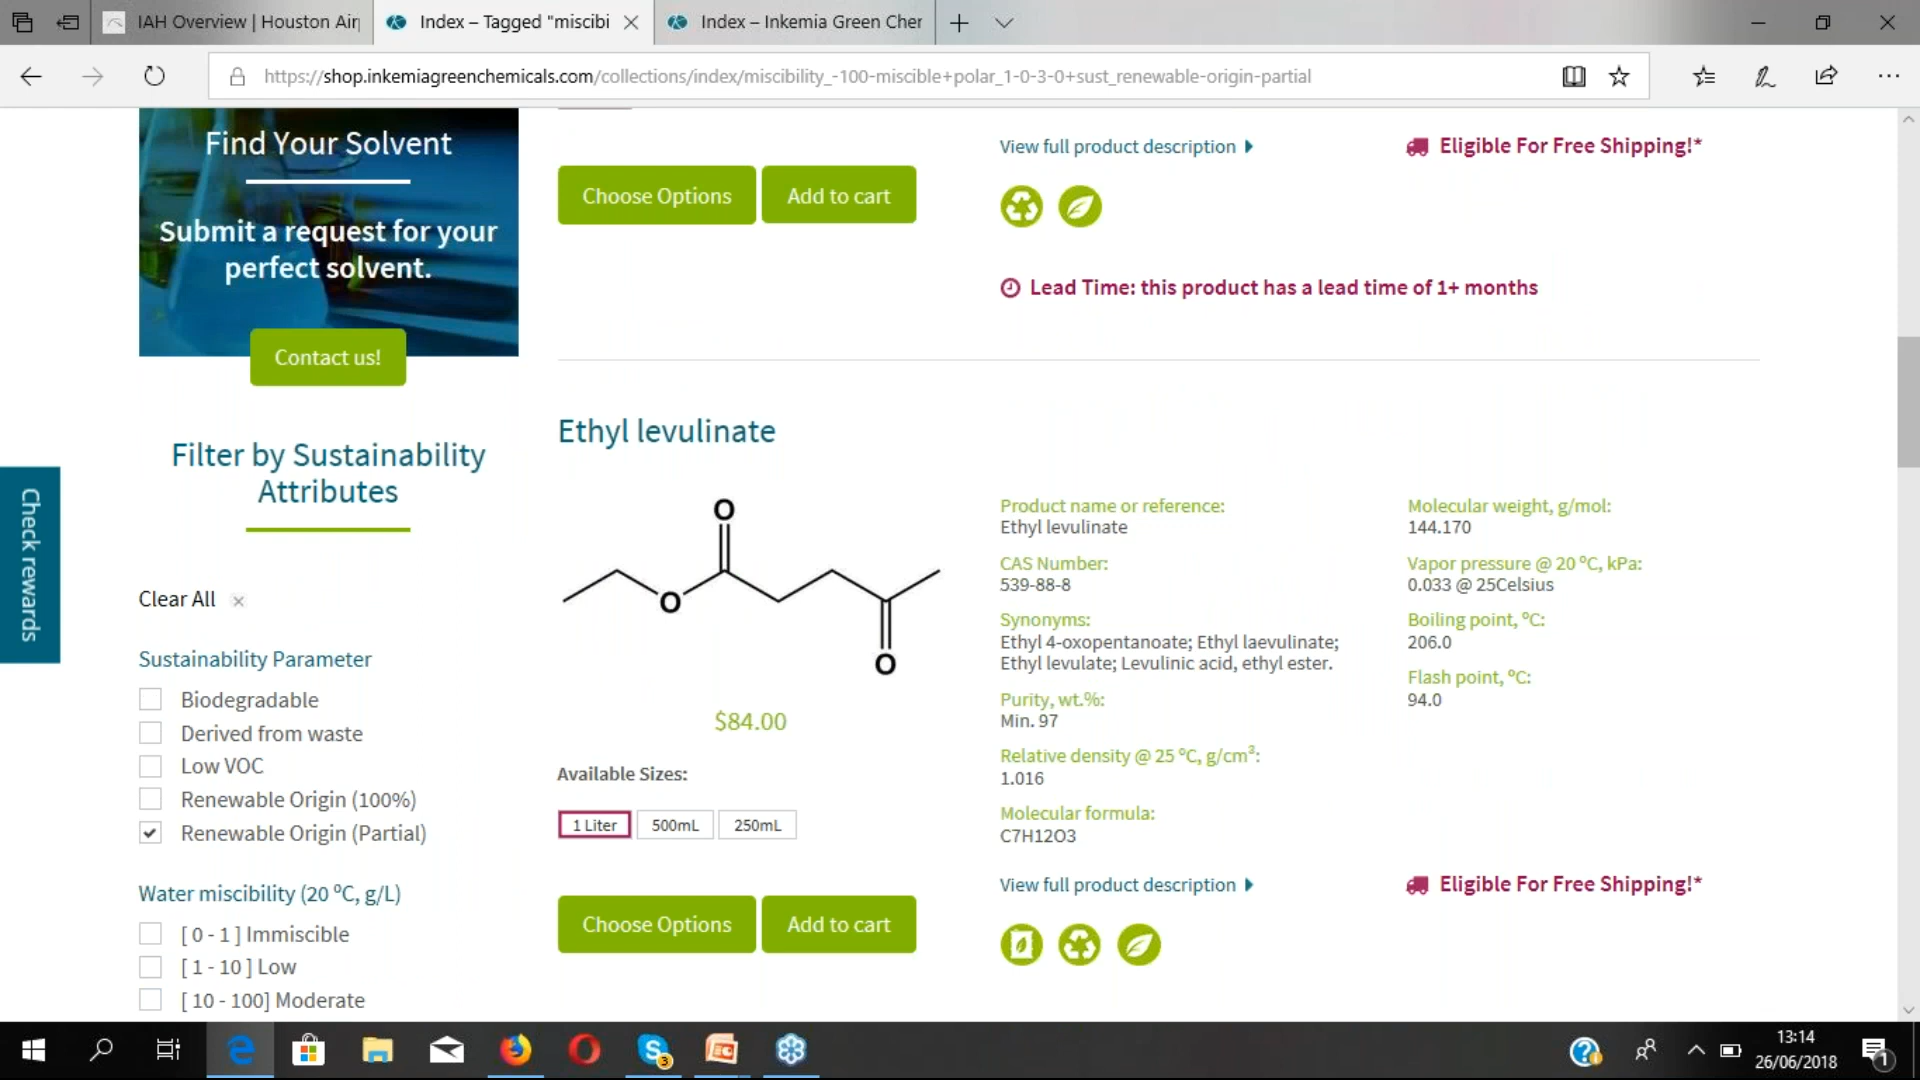 IAH Overview | Houston Air
Index – Tagged "miscibi
Index – Inkemia Green Cher
https://shop.inkemiagreenchemicals.com/collections/index/miscibility_-100-miscible+polar_1-0-3-0+sust_renewable-origin-partial
Find Your Solvent
Submit a request for your
perfect solvent.
Contact us!
Check rewards
Filter by Sustainability
Attributes
Clear All ×
Sustainability Parameter
Biodegradable
Derived from waste
Low VOC
Renewable Origin (100%)
Renewable Origin (Partial)
Water miscibility (20 ºC, g/L)
[ 0 - 1 ] Immiscible
[ 1 - 10 ] Low
[ 10 - 100] Moderate
Choose Options
Add to cart
View full product description
Eligible For Free Shipping!*
Lead Time: this product has a lead time of 1+ months
Ethyl levulinate
O
O
O
$84.00
Available Sizes:
1 Liter
500mL
250mL
Choose Options
Add to cart
Product name or reference:
Ethyl levulinate
CAS Number:
539-88-8
Synonyms:
Ethyl 4-oxopentanoate; Ethyl laevulinate;
Ethyl levulate; Levulinic acid, ethyl ester.
Purity, wt.%:
Min. 97
Relative density @ 25 ºC, g/cm³:
1.016
Molecular formula:
C7H12O3
View full product description
Molecular weight, g/mol:
144.170
Vapor pressure @ 20 ºC, kPa:
0.033 @ 25Celsius
Boiling point, ºC:
206.0
Flash point, ºC:
94.0
Eligible For Free Shipping!*
3
13:14
26/06/2018
1